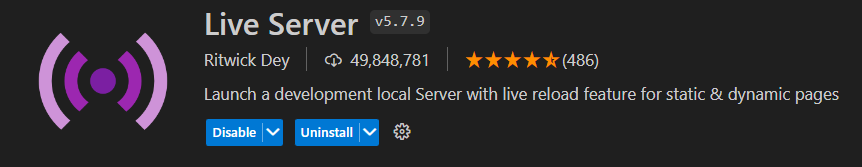 Live Server v5.7.9
Ritwick Dey 49,848,781 (486)
Launch a development local Server with live reload feature for static & dynamic pages
Disable Uninstall